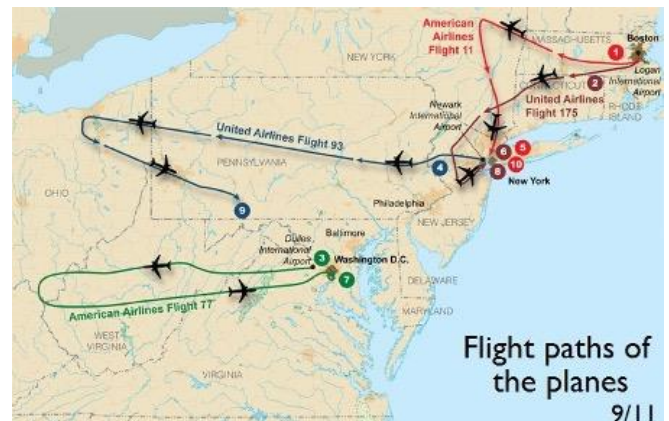 American
Airlines
Flight 11
MASSACHUSETTS
Boston
1
Logan
International
Airport
NEW YORK
2
CONNECTICUT
RHODE
ISLAND
United Airlines
Flight 175
Newark
International
Airport
United Airlines Flight 93
6
5
10
8
New York
4
PENNSYLVANIA
OHIO
9
Philadelphia
NEW JERSEY
Baltimore
Dulles
International
Airport
3
Washington D.C.
7
American Airlines Flight 77
DELAWARE
MARYLAND
WEST
VIRGINIA
VIRGINIA
Flight paths of
the planes
9/11